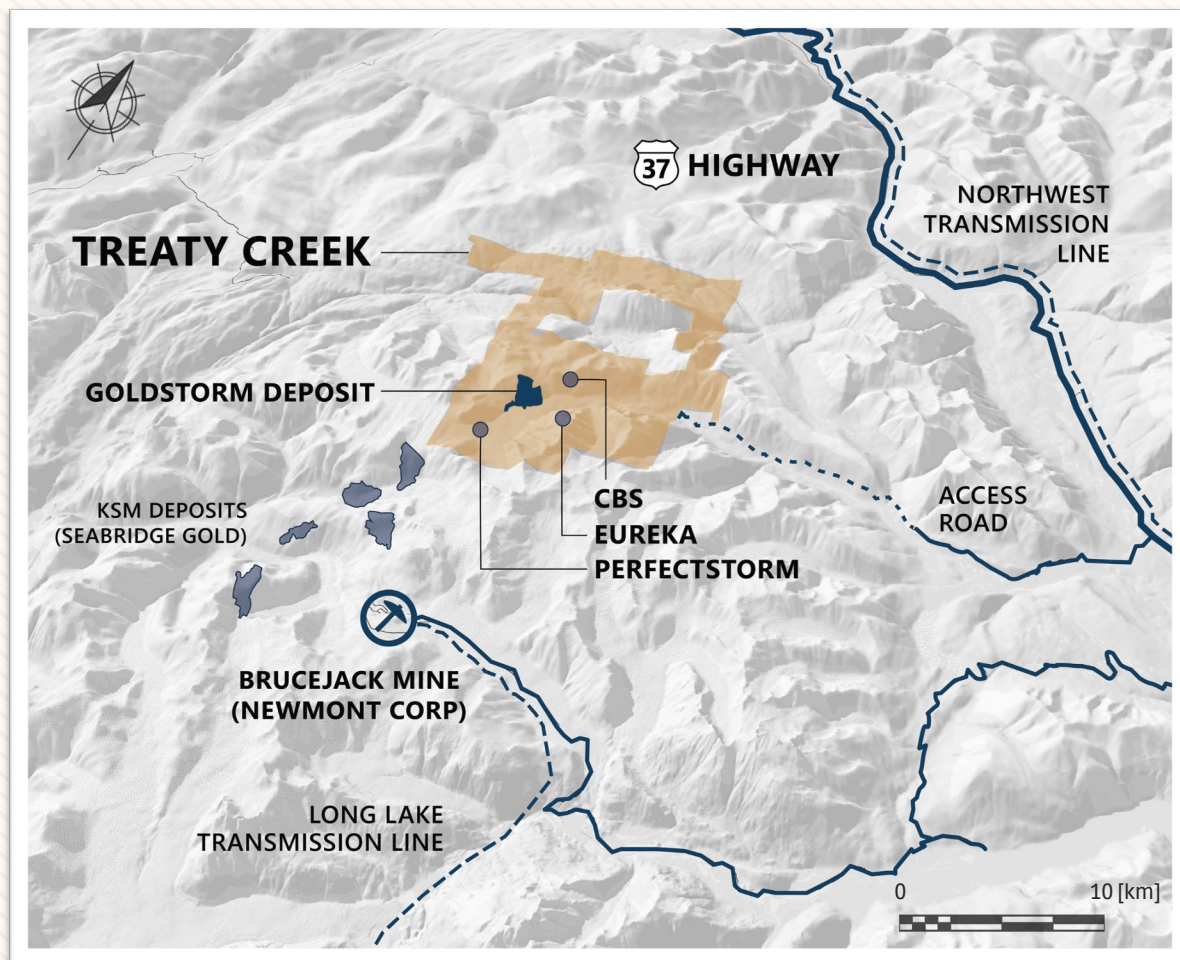 37 HIGHWAY
NORTHWEST
TRANSMISSION
LINE
TREATY CREEK
GOLDSTORM DEPOSIT
CBS
EUREKA
PERFECTSTORM
KSM DEPOSITS
(SEABRIDGE GOLD)
ACCESS
ROAD
BRUCEJACK MINE
(NEWMONT CORP)
LONG LAKE
TRANSMISSION LINE
0 10 [km]